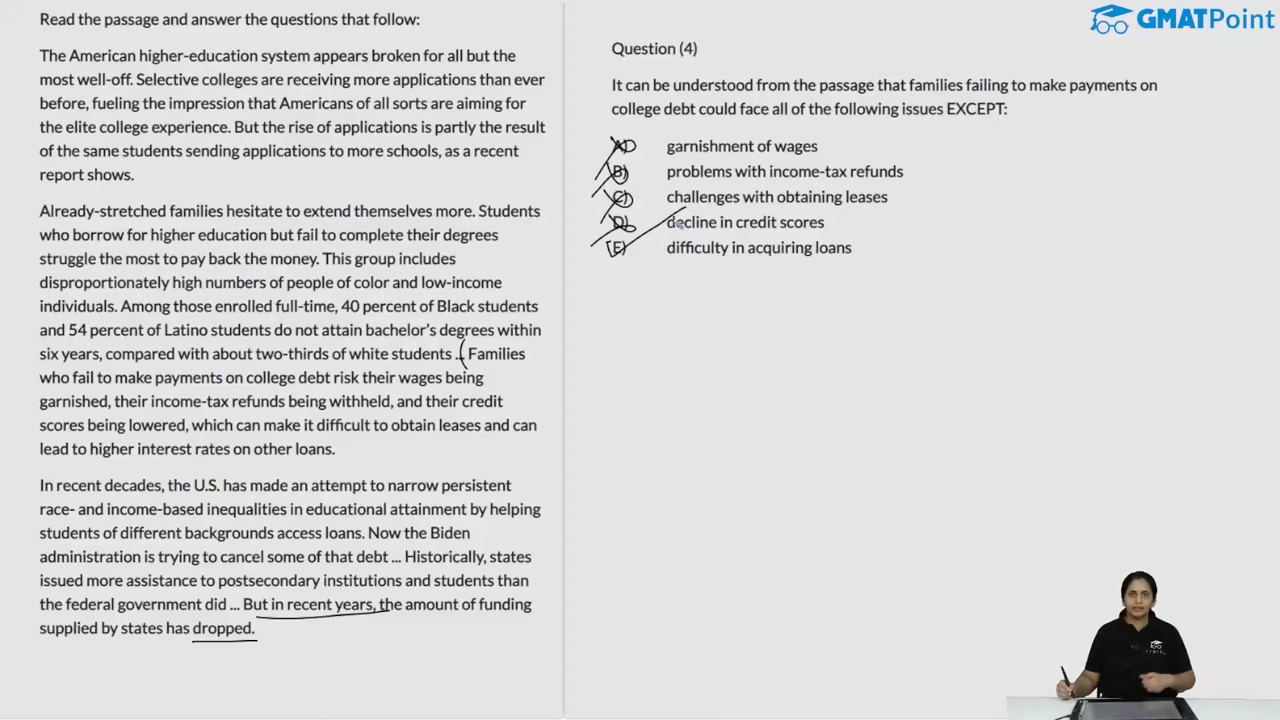 Read the passage and answer the questions that follow:
GMATPoint
The American higher-education system appears broken for all but the
most well-off. Selective colleges are receiving more applications than ever
before, fueling the impression that Americans of all sorts are aiming for
the elite college experience. But the rise of applications is partly the result
of the same students sending applications to more schools, as a recent
report shows.
Already-stretched families hesitate to extend themselves more. Students
who borrow for higher education but fail to complete their degrees
struggle the most to pay back the money. This group includes
disproportionately high numbers of people of color and low-income
individuals. Among those enrolled full-time, 40 percent of Black students
and 54 percent of Latino students do not attain bachelor's degrees within
six years, compared with about two-thirds of white students ... Families
who fail to make payments on college debt risk their wages being
garnished, their income-tax refunds being withheld, and their credit
scores being lowered, which can make it difficult to obtain leases and can
lead to higher interest rates on other loans.
In recent decades, the U.S. has made an attempt to narrow persistent
race- and income-based inequalities in educational attainment by helping
students of different backgrounds access loans. Now the Biden
administration is trying to cancel some of that debt ... Historically, states
issued more assistance to postsecondary institutions and students than
the federal government did ... But in recent years, the amount of funding
supplied by states has dropped.
Question (4)
It can be understood from the passage that families failing to make payments on
college debt could face all of the following issues EXCEPT:
A) garnishment of wages
B) problems with income-tax refunds
C) challenges with obtaining leases
D) decline in credit scores
(E) difficulty in acquiring loans